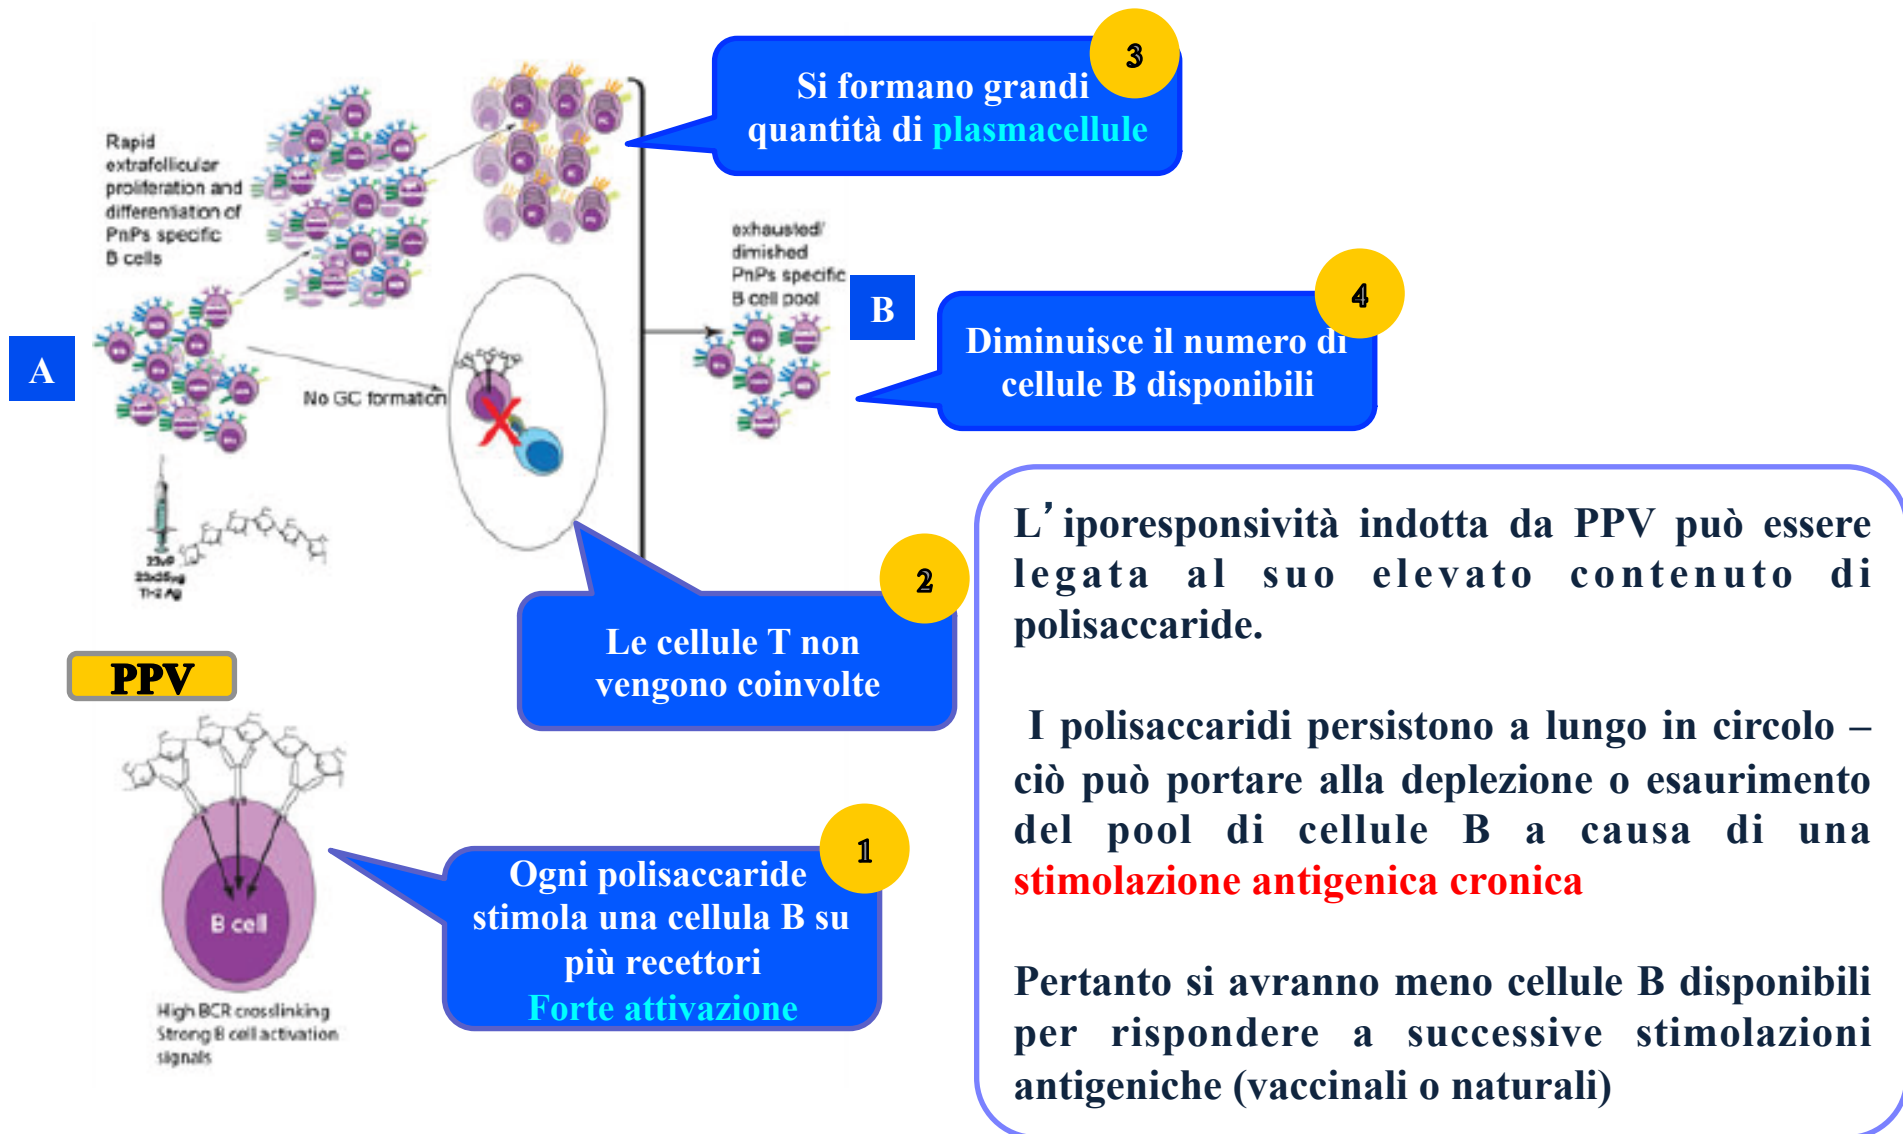 3
Si formano grandi
quantità di plasmacellule
Rapid
extrafollicular
proliferation and
differentiation of
PnPs specific
B cells
exhausted/
dimished
PnPs specific
B cell pool
B
4
Diminuisce il numero di
cellule B disponibili
A
No GC formation
23vP
23x25µg
TI-2 Ag
2
Le cellule T non
vengono coinvolte
PPV
B cell
High BCR crosslinking
Strong B cell activation
signals
1
Ogni polisaccaride
stimola una cellula B su
più recettori
Forte attivazione
L’iporesponsività indotta da PPV può essere
legata al suo elevato contenuto di
polisaccaride.
I polisaccaridi persistono a lungo in circolo –
ciò può portare alla deplezione o esaurimento
del pool di cellule B a causa di una
stimolazione antigenica cronica
Pertanto si avranno meno cellule B disponibili
per rispondere a successive stimolazioni
antigeniche (vaccinali o naturali)